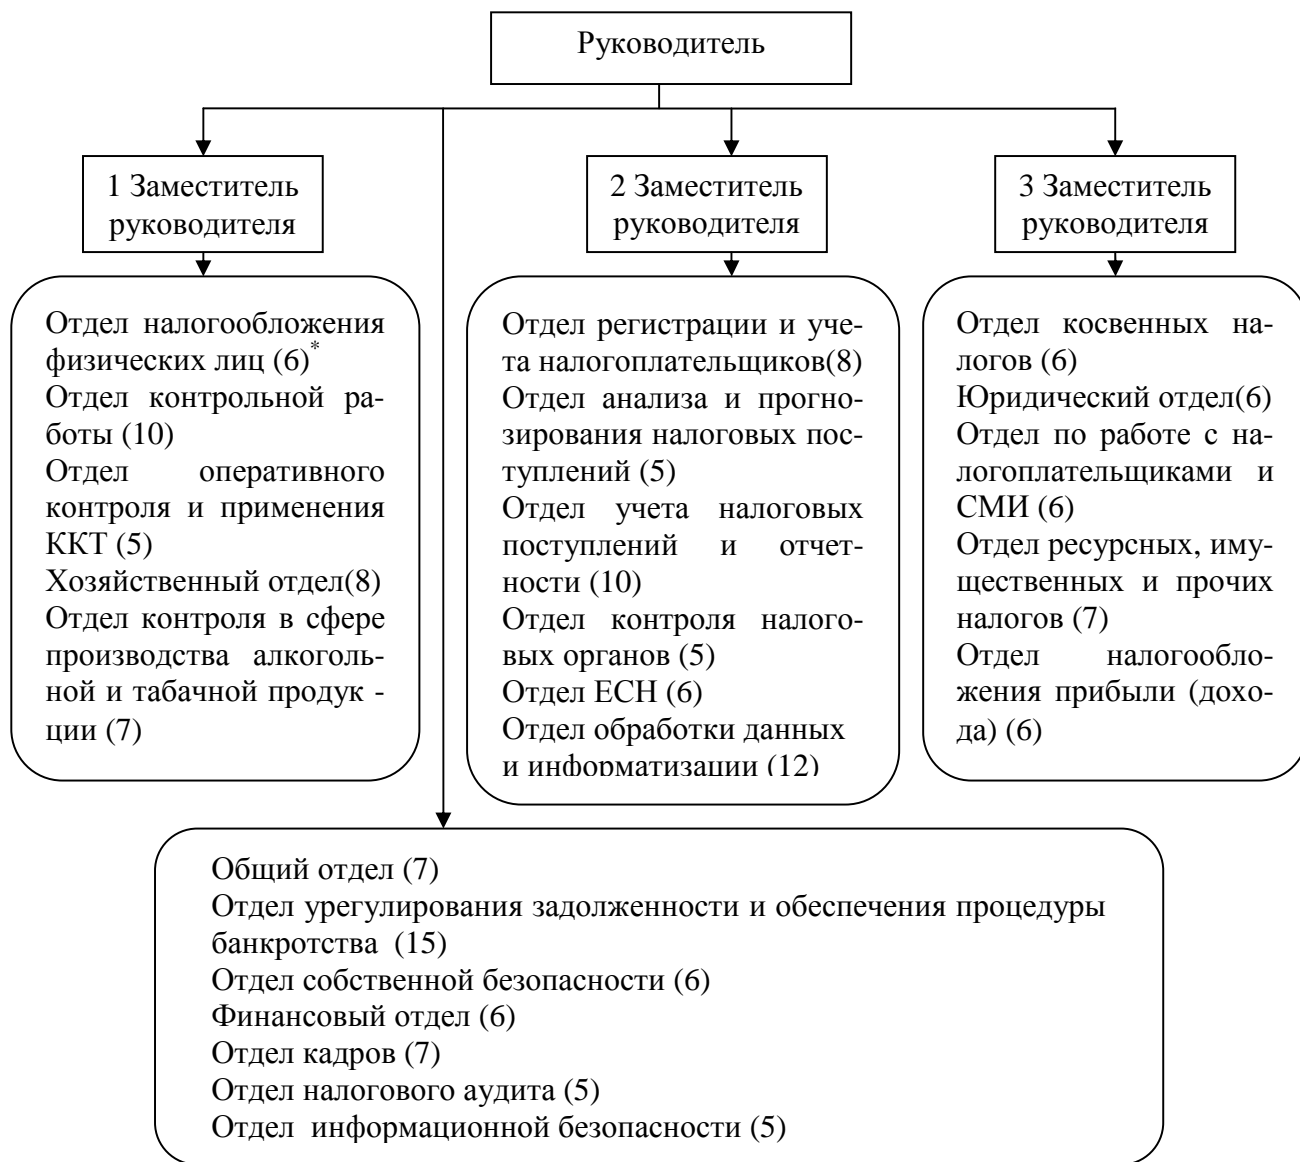 Руководитель
1 Заместитель
руководителя
2 Заместитель
руководителя
3 Заместитель
руководителя
Отдел налогообложения
физических лиц (6)*
Отдел контрольной ра-
боты (10)
Отдел оперативного
контроля и применения
ККТ (5)
Хозяйственный отдел(8)
Отдел контроля в сфере
производства алкоголь-
ной и табачной продук -
ции (7)
Отдел регистрации и уче-
та налогоплательщиков(8)
Отдел анализа и прогно-
зирования налоговых пос-
туплений (5)
Отдел учета налоговых
поступлений и отчет-
ности (10)
Отдел контроля налого-
вых органов (5)
Отдел ЕСН (6)
Отдел обработки данных
и информатизации (12)
Отдел косвенных на-
логов (6)
Юридический отдел(6)
Отдел по работе с на-
логоплательщиками и
СМИ (6)
Отдел ресурсных, иму-
щественных и прочих
налогов (7)
Отдел налогообло-
жения прибыли (дохо-
да) (6)
Общий отдел (7)
Отдел урегулирования задолженности и обеспечения процедуры
банкротства (15)
Отдел собственной безопасности (6)
Финансовый отдел (6)
Отдел кадров (7)
Отдел налогового аудита (5)
Отдел информационной безопасности (5)